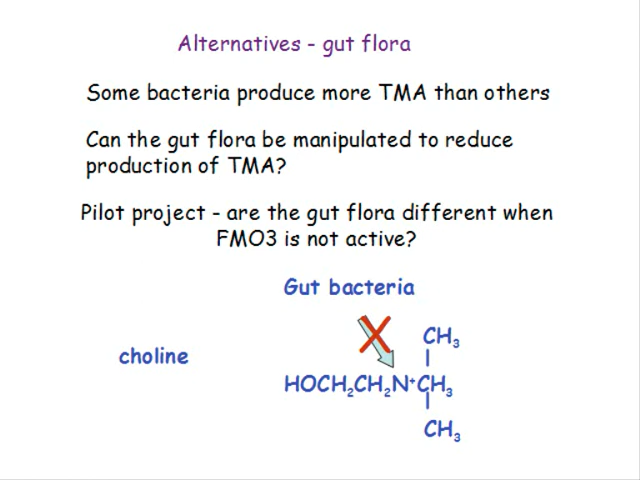 Alternatives - gut flora
Some bacteria produce more TMA than others
Can the gut flora be manipulated to reduce
production of TMA?
Pilot project - are the gut flora different when
FMO3 is not active?
Gut bacteria
CH₃
choline
HOCH₂CH₂N⁺CH₃
CH₃